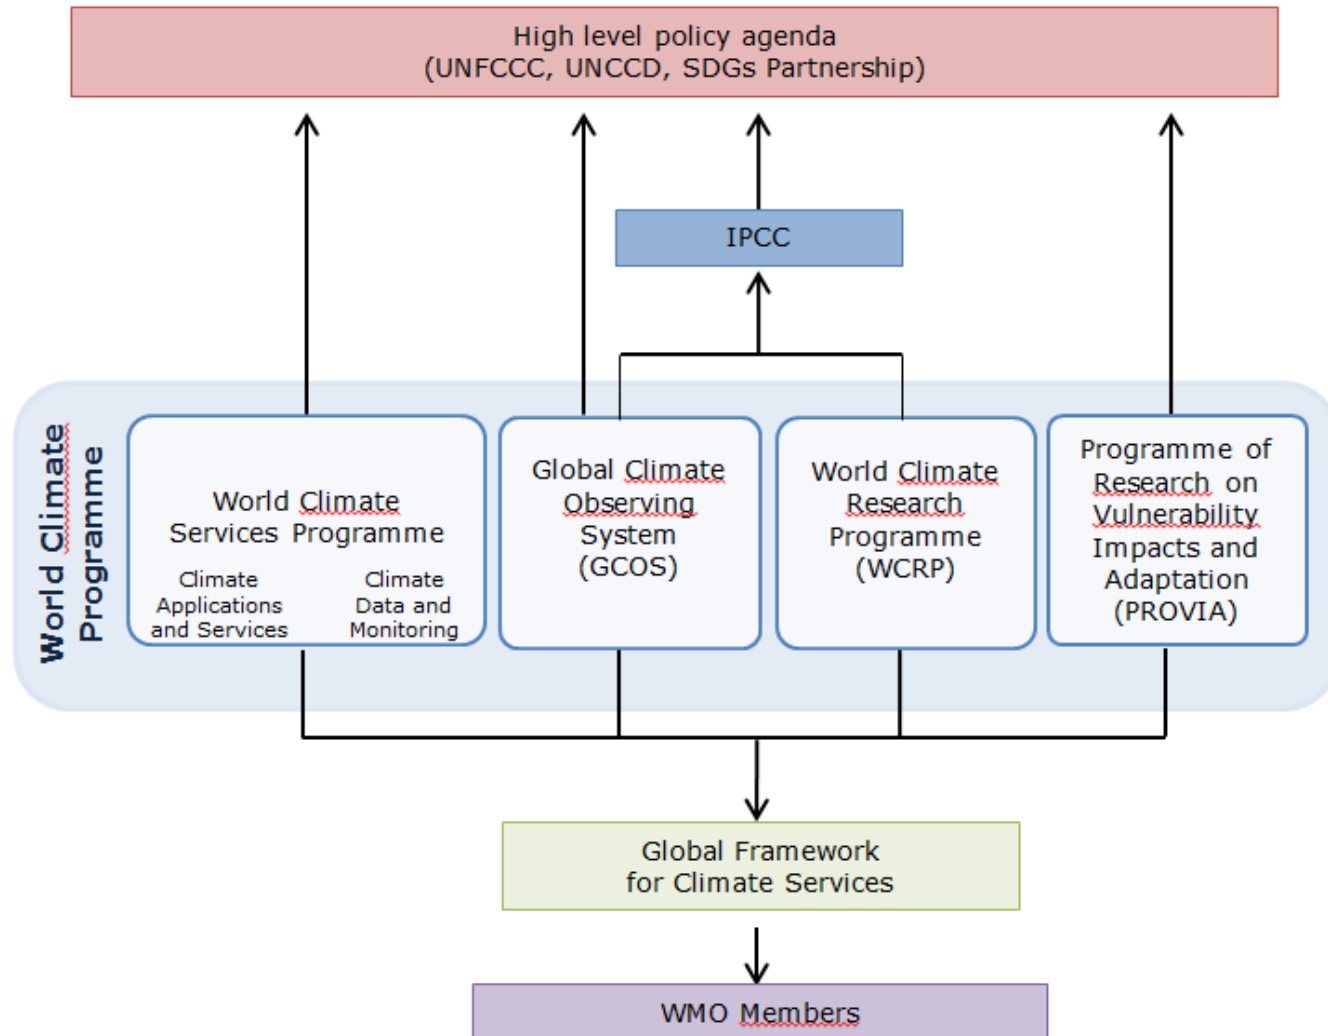 High level policy agenda
(UNFCCC, UNCCD, SDGs Partnership)
IPCC
World Climate
Programme
World Climate
Services Programme
Climate
Applications
and Services
Climate
Data and
Monitoring
Global Climate
Observing
System
(GCOS)
World Climate
Research
Programme
(WCRP)
Programme of
Research on
Vulnerability
Impacts and
Adaptation
(PROVIA)
Global Framework
for Climate Services
WMO Members